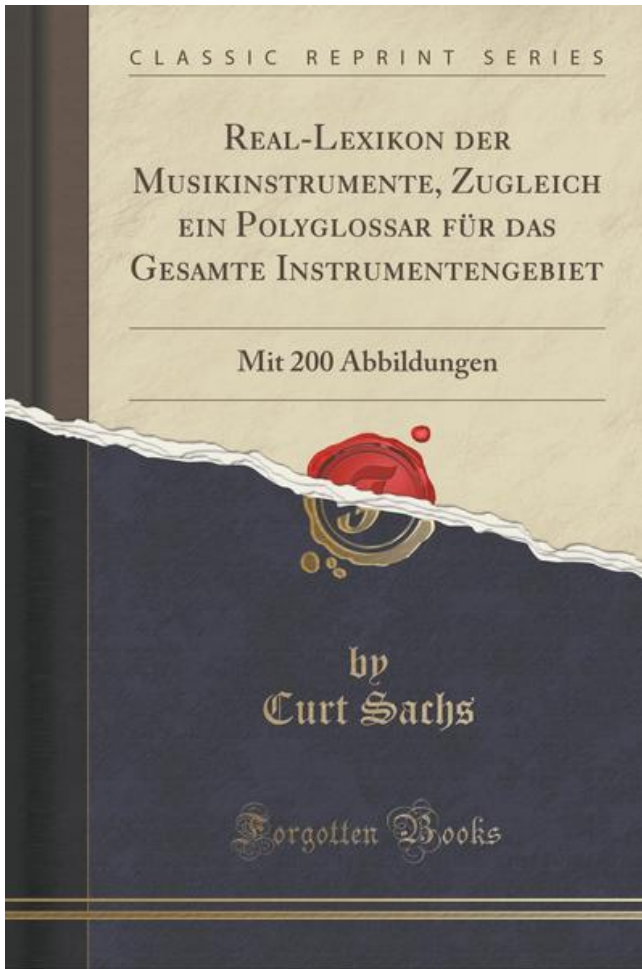 CLASSIC REPRINT SERIES
REAL-LEXIKON DER
MUSIKINSTRUMENTE, ZUGLEICH
EIN POLYGLOSSAR FÜR DAS
GESAMTE INSTRUMENTENGEBIET
Mit 200 Abbildungen
by
Curt Sachs
Forgotten Books